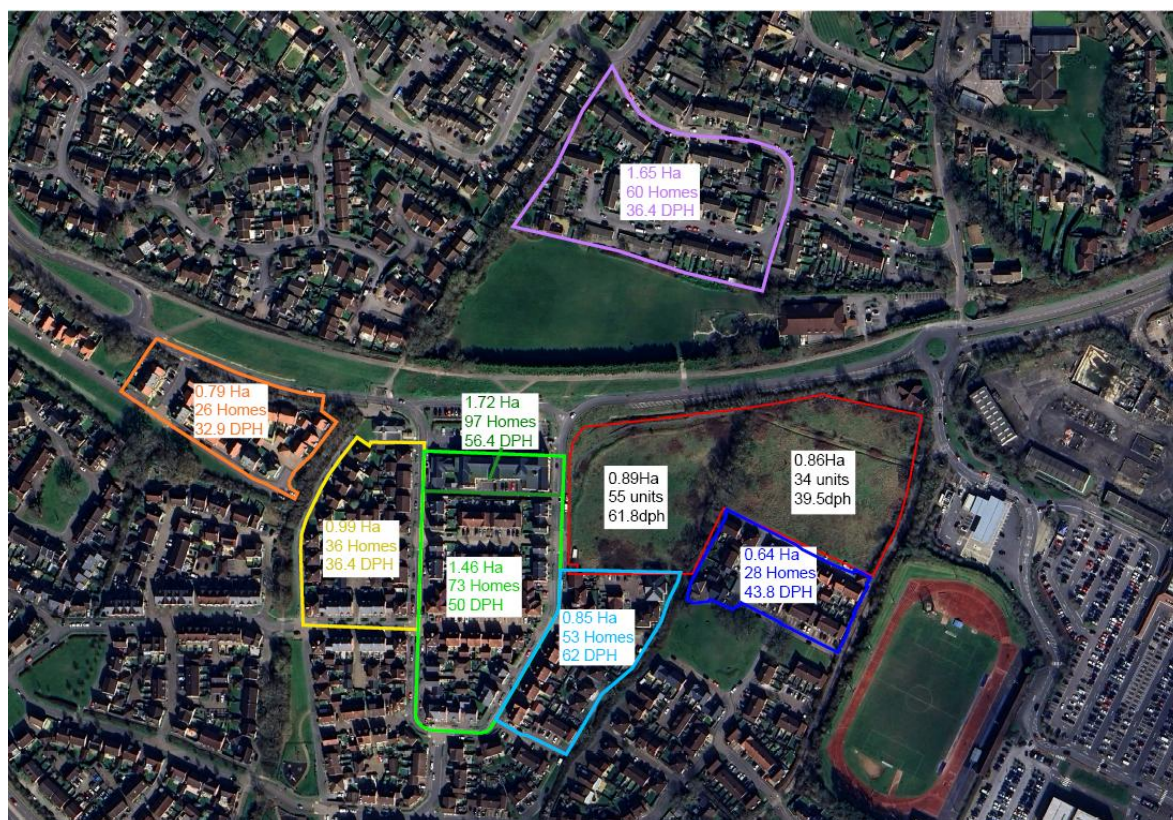 1.65 Ha
60 Homes
36.4 DPH
0.79 Ha
26 Homes
32.9 DPH
1.72 Ha
97 Homes
56.4 DPH
0.89Ha
55 units
61.8dph
0.86Ha
34 units
39.5dph
0.99 Ha
36 Homes
36.4 DPH
1.46 Ha
73 Homes
50 DPH
0.64 Ha
28 Homes
43.8 DPH
0.85 Ha
53 Homes
62 DPH